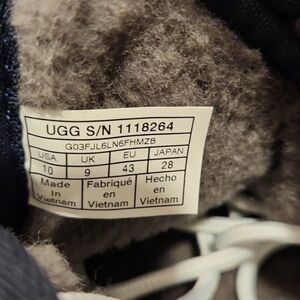 UGG S/N 1118264
G03FJL6LN6FHMZB
USA UK EU JAPAN
10 9 43 28
Made Fabriqué Hecho
in en en
Vietnam Vietnam Vietnam